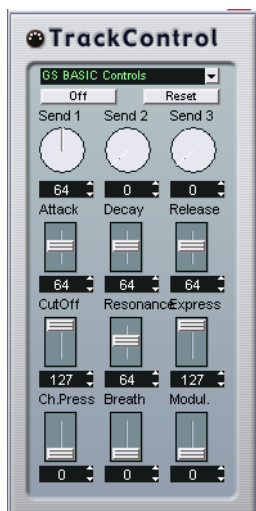 TrackControl
GS BASIC Controls
Off Reset
Send 1 Send 2 Send 3
64 0 0
Attack Decay Release
64 64 64
CutOff Resonance Express
127 64 127
Ch.Press Breath Modul.
0 0 0